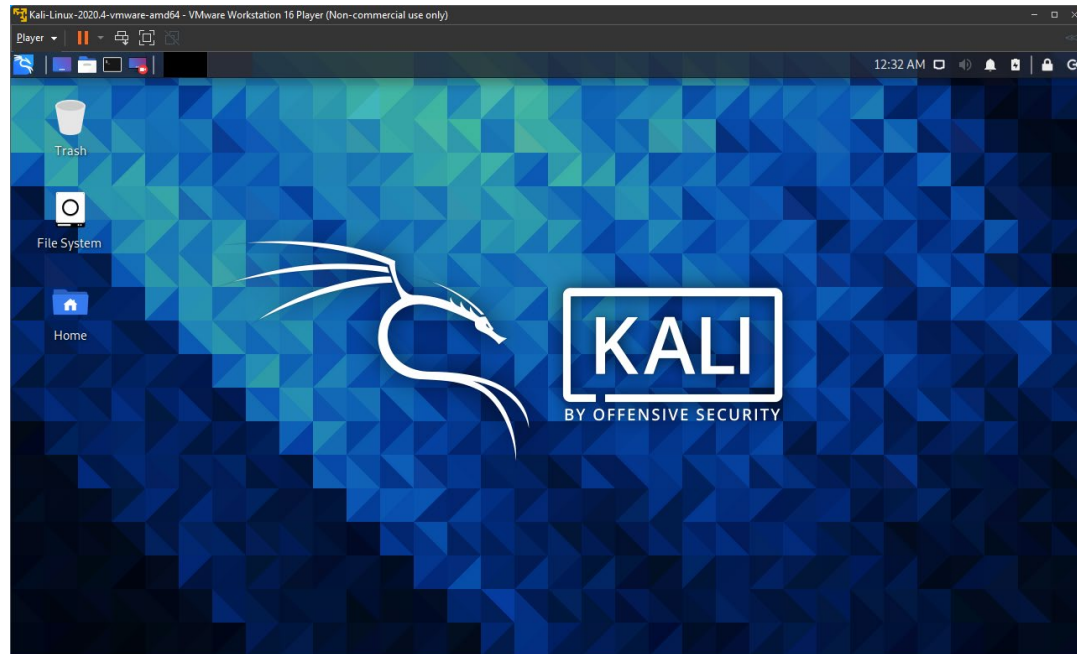 Kali-Linux-2020.4-vmware-amd64 - VMware Workstation 16 Player (Non-commercial use only)
Player
12:32 AM
Trash
File System
Home
KALI
BY OFFENSIVE SECURITY